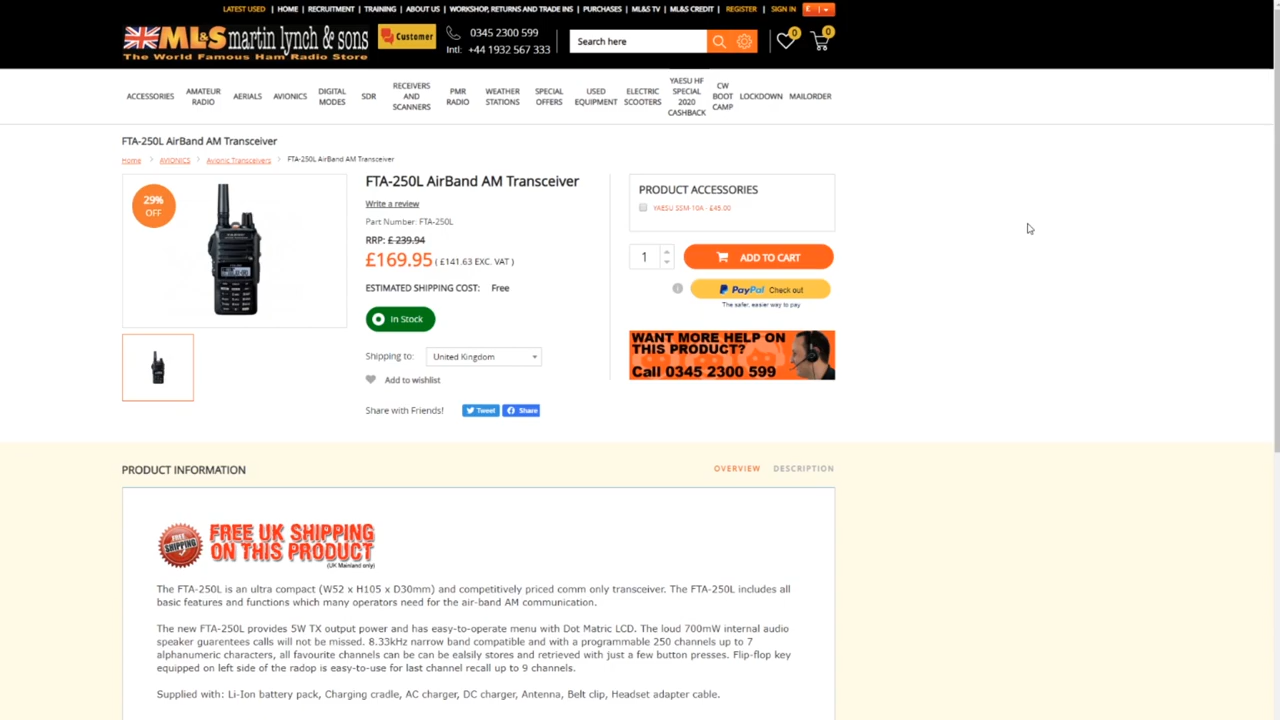 LATEST USED | HOME | RECRUITMENT | TRAINING | ABOUT US | WORKSHOP, RETURNS AND TRADE INS | PURCHASES | ML&S TV | ML&S CREDIT | REGISTER | SIGN IN £
ML&S martin lynch & sons
The World Famous Ham Radio Store
Customer
0345 2300 599
Intl: +44 1932 567 333
Search here
0
0
ACCESSORIES
AMATEUR RADIO
AERIALS
AVIONICS
DIGITAL MODES
SDR
RECEIVERS AND SCANNERS
PMR RADIO
WEATHER STATIONS
SPECIAL OFFERS
USED EQUIPMENT
ELECTRIC SCOOTERS
YAESU HF SPECIAL 2020 CASHBACK
CW BOOT CAMP
LOCKDOWN
MAILORDER
FTA-250L AirBand AM Transceiver
Home > AVIONICS > Avionic Transceivers > FTA-250L AirBand AM Transceiver
29%
OFF
FTA-250L AirBand AM Transceiver
Write a review
Part Number: FTA-250L
RRP: £ 239.94
£169.95 ( £141.63 EXC. VAT )
ESTIMATED SHIPPING COST: Free
In Stock
Shipping to: United Kingdom
Add to wishlist
Share with Friends! Tweet Share
PRODUCT ACCESSORIES
YAESU SSM-10A - £45.00
1
ADD TO CART
PayPal Check out
The safer, easier way to pay
WANT MORE HELP ON
THIS PRODUCT?
Call 0345 2300 599
PRODUCT INFORMATION
OVERVIEW DESCRIPTION
FREE SHIPPING
FREE UK SHIPPING
ON THIS PRODUCT
(UK Mainland only)
The FTA-250L is an ultra compact (W52 x H105 x D30mm) and competitively priced comm only transceiver. The FTA-250L includes all
basic features and functions which many operators need for the air-band AM communication.
The new FTA-250L provides 5W TX output power and has easy-to-operate menu with Dot Matric LCD. The loud 700mW internal audio
speaker guarentees calls will not be missed. 8.33kHz narrow band compatible and with a programmable 250 channels up to 7
alphanumeric characters, all favourite channels can be can be ealsily stores and retrieved with just a few button presses. Flip-flop key
equipped on left side of the radop is easy-to-use for last channel recall up to 9 channels.
Supplied with: Li-Ion battery pack, Charging cradle, AC charger, DC charger, Antenna, Belt clip, Headset adapter cable.